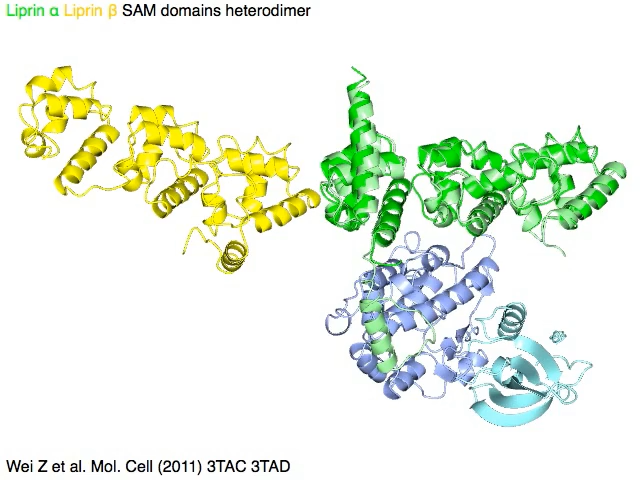 Liprin α Liprin β SAM domains heterodimer
Wei Z et al. Mol. Cell (2011) 3TAC 3TAD